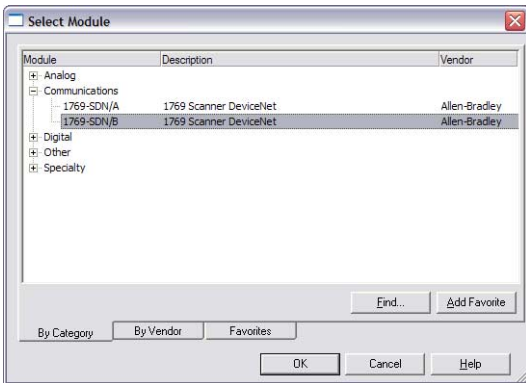 Select Module
Module Description Vendor
Analog
Communications
1769-SDN/A 1769 Scanner DeviceNet Allen-Bradley
1769-SDN/B 1769 Scanner DeviceNet Allen-Bradley
Digital
Other
Specialty
Find... Add Favorite
By Category By Vendor Favorites
OK Cancel Help